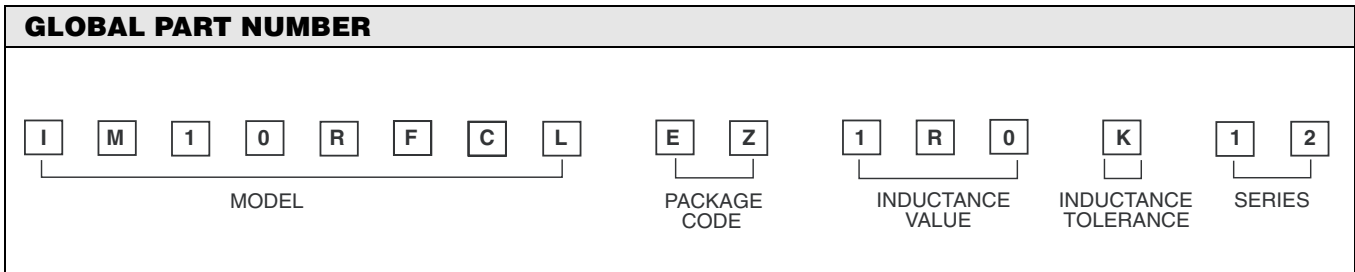 GLOBAL PART NUMBER
I M 1 0 R F C L E Z 1 R 0 K 1 2
MODEL PACKAGE CODE INDUCTANCE VALUE INDUCTANCE TOLERANCE SERIES